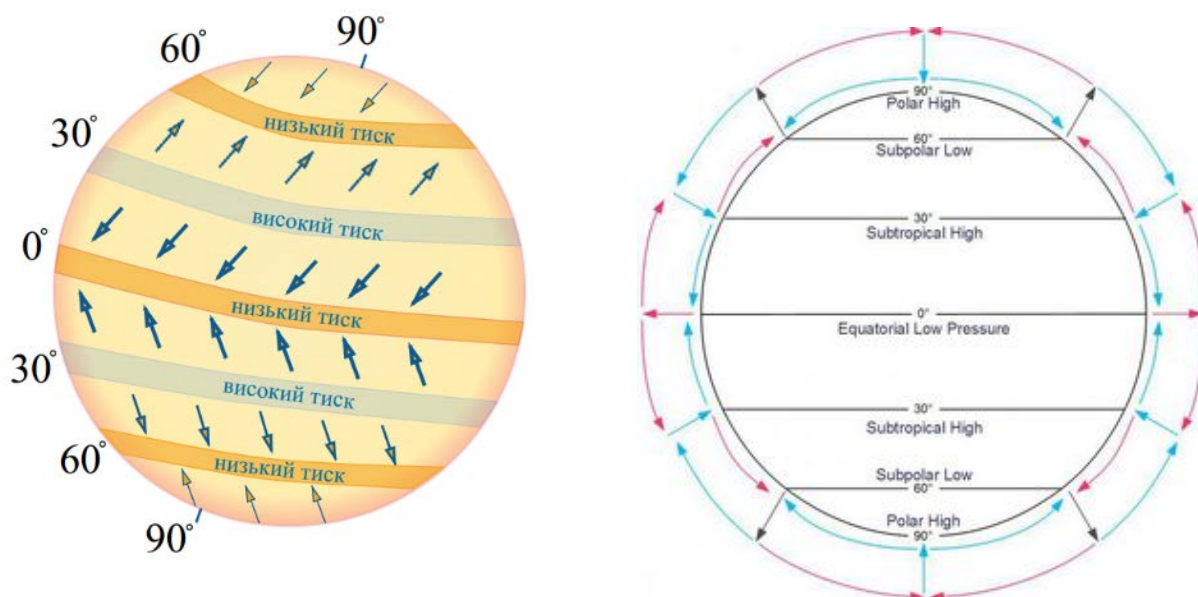 90°
60°
30°
0°
30°
60°
90°
низький тиск
високий тиск
низький тиск
високий тиск
низький тиск
90°
Polar High
60°
Subpolar Low
30°
Subtropical High
0°
Equatorial Low Pressure
30°
Subtropical High
Subpolar Low
60°
Polar High
90°